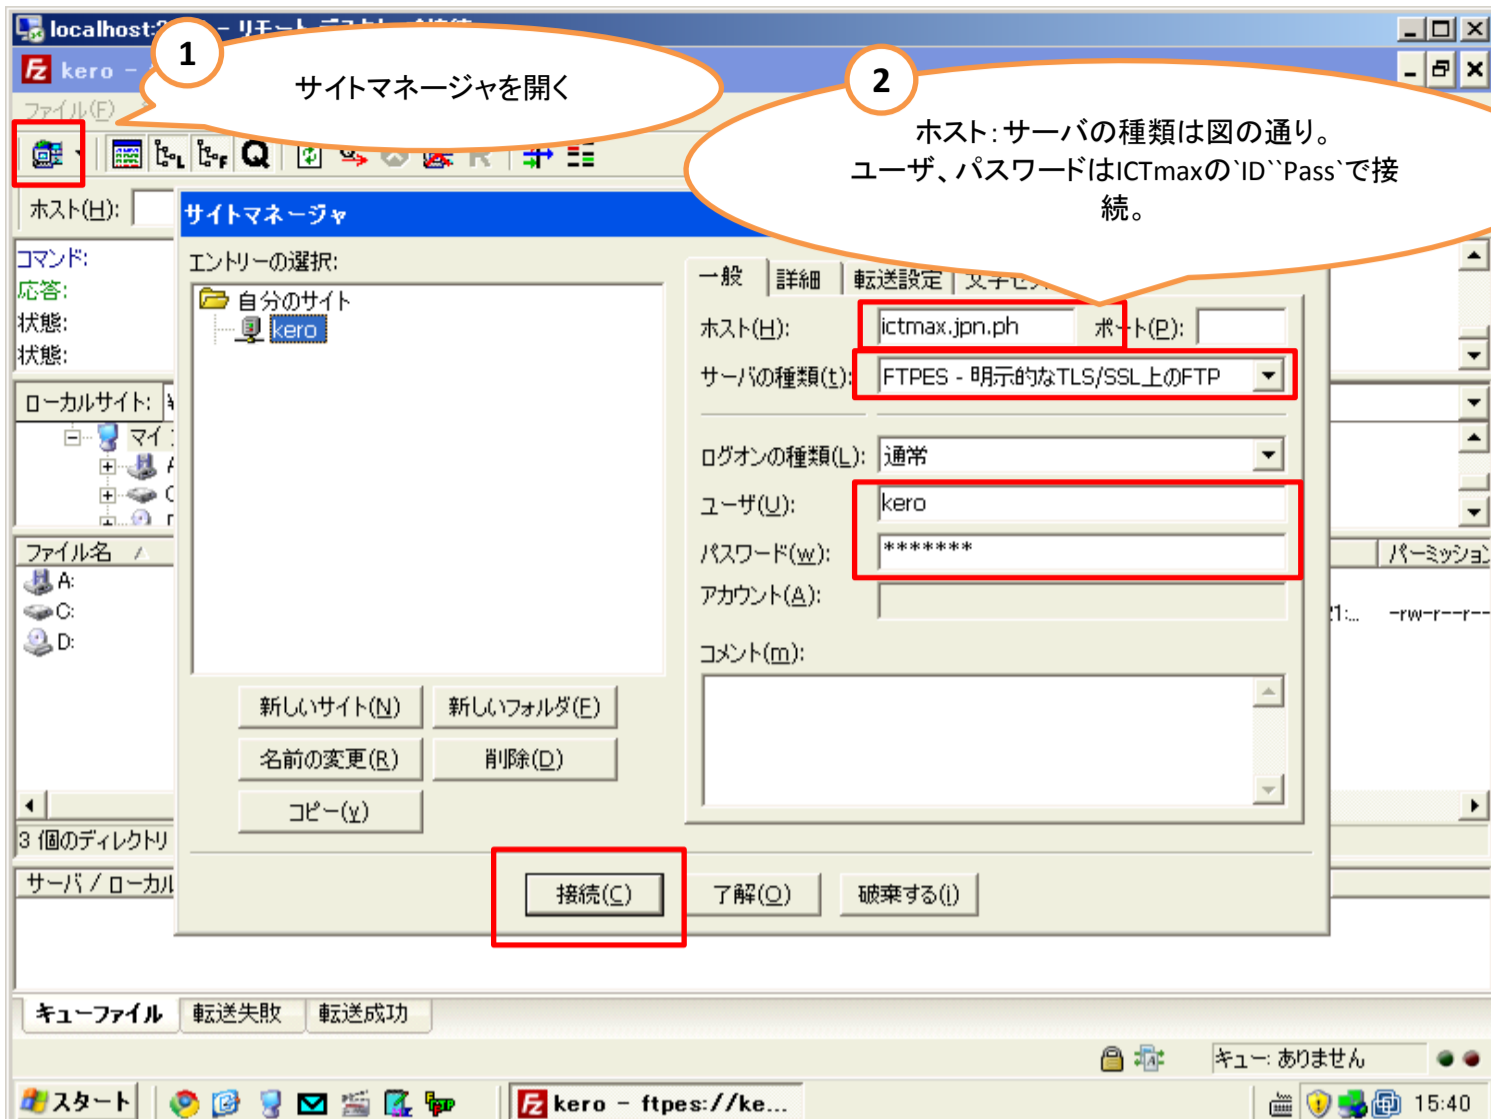 localhost:
1
サイトマネージャを開く
kero -
ファイル(F)
2
ホスト：サーバの種類は図の通り。
ユーザ、パスワードはICTmaxの`ID``Pass`で接
続。
ホスト(H):
サイトマネージャ
コマンド:
応答:
状態:
状態:
エントリーの選択:
自分のサイト
kero
一般
詳細
転送設定
ホスト(H):
ictmax.jpn.ph
ポート(P):
サーバの種類(t):
FTPES - 明示的なTLS/SSL上のFTP
ログオンの種類(L):
通常
ユーザ(U):
kero
パスワード(w):
*******
アカウント(A):
コメント(m):
新しいサイト(N)
新しいフォルダ(F)
名前の変更(R)
削除(D)
コピー(y)
接続(C)
了解(O)
破棄する(i)
ローカルサイト:
マイ
ファイル名
A:
C:
D:
パーミッション
-rw-r--r--
3 個のディレクトリ
サーバ / ローカル
キューファイル
転送失敗
転送成功
キュー: ありません
スタート
kero - ftpes://ke...
15:40